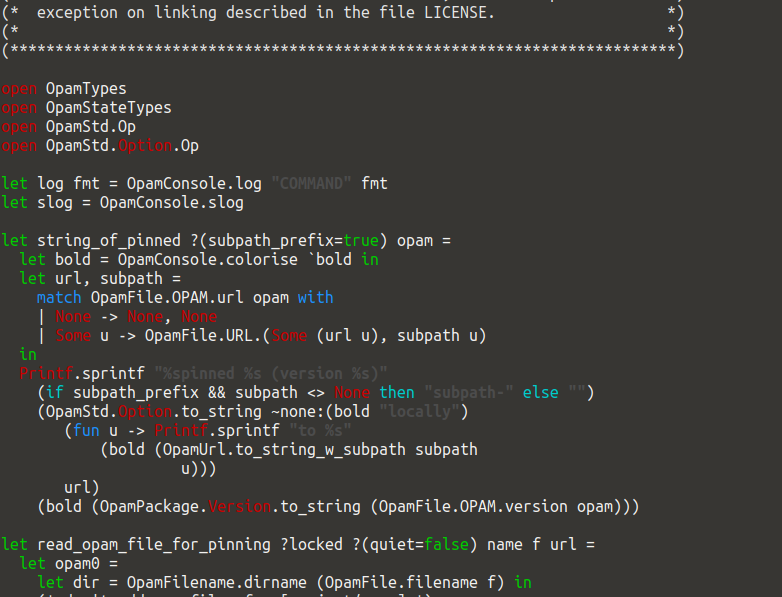 (*  exception on linking described in the file LICENSE.                   *)
(*                                                                        *)
(**************************************************************************)

open OpamTypes
open OpamStateTypes
open OpamStd.Op
open OpamStd.Option.Op

let log fmt = OpamConsole.log "COMMAND" fmt
let slog = OpamConsole.slog

let string_of_pinned ?(subpath_prefix=true) opam =
  let bold = OpamConsole.colorise `bold in
  let url, subpath =
    match OpamFile.OPAM.url opam with
    | None -> None, None
    | Some u -> OpamFile.URL.(Some (url u), subpath u)
  in
  Printf.sprintf "%spinned %s (version %s)"
    (if subpath_prefix && subpath <> None then "subpath-" else "")
    (OpamStd.Option.to_string ~none:(bold "locally")
       (fun u -> Printf.sprintf "to %s"
           (bold (OpamUrl.to_string_w_subpath subpath
                    u)))
       url)
    (bold (OpamPackage.Version.to_string (OpamFile.OPAM.version opam)))

let read_opam_file_for_pinning ?locked ?(quiet=false) name f url =
  let opam0 =
    let dir = OpamFilename.dirname (OpamFile.filename f) in